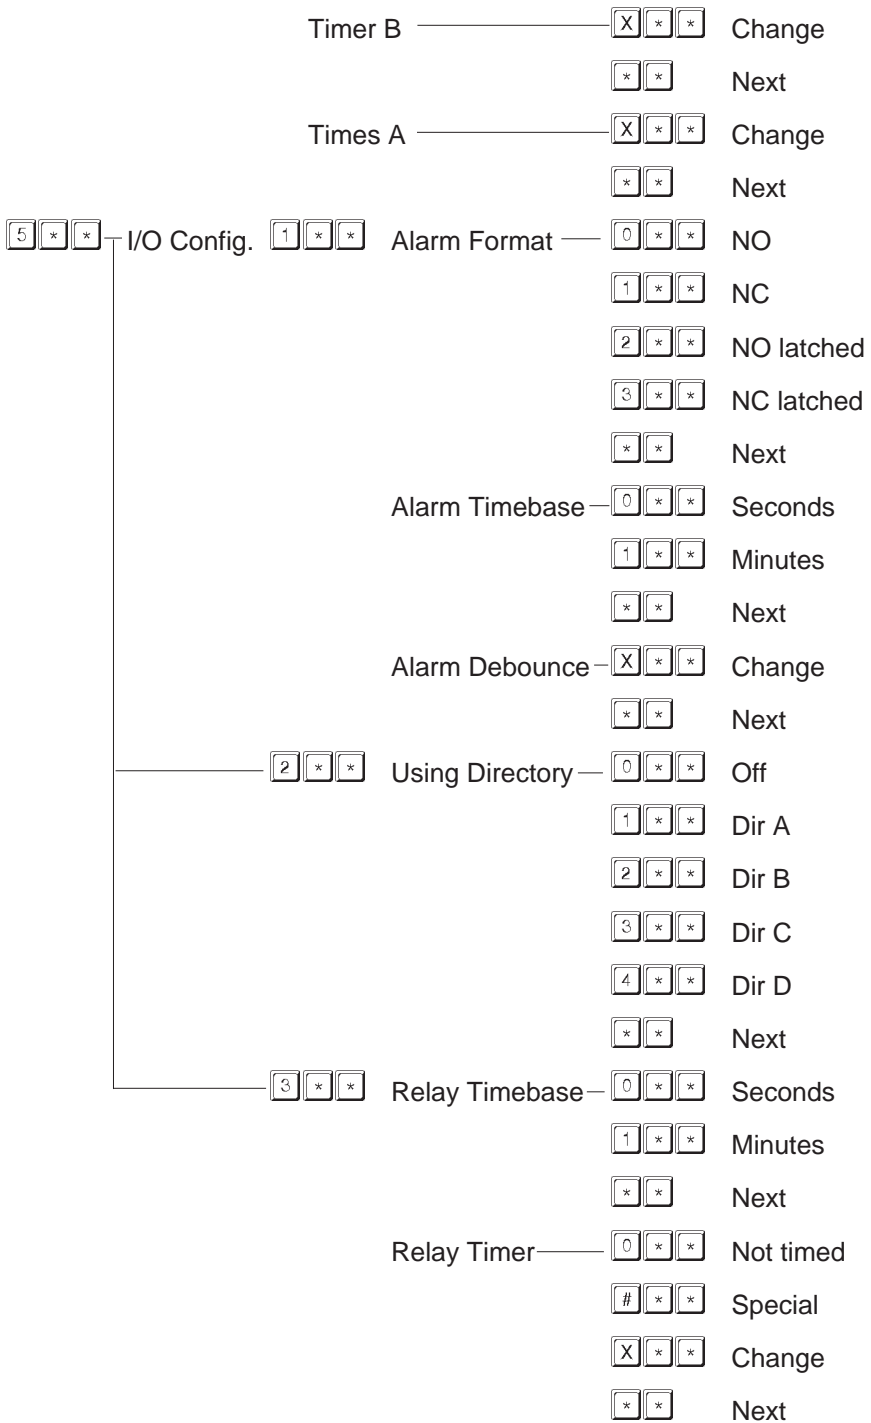 Timer B X * * Change
* * Next
Times A X * * Change
* * Next
5 * * I/O Config. 1 * * Alarm Format 0 * * NO
1 * * NC
2 * * NO latched
3 * * NC latched
* * Next
Alarm Timebase 0 * * Seconds
1 * * Minutes
* * Next
Alarm Debounce X * * Change
* * Next
2 * * Using Directory 0 * * Off
1 * * Dir A
2 * * Dir B
3 * * Dir C
4 * * Dir D
* * Next
3 * * Relay Timebase 0 * * Seconds
1 * * Minutes
* * Next
Relay Timer 0 * * Not timed
# * * Special
X * * Change
* * Next